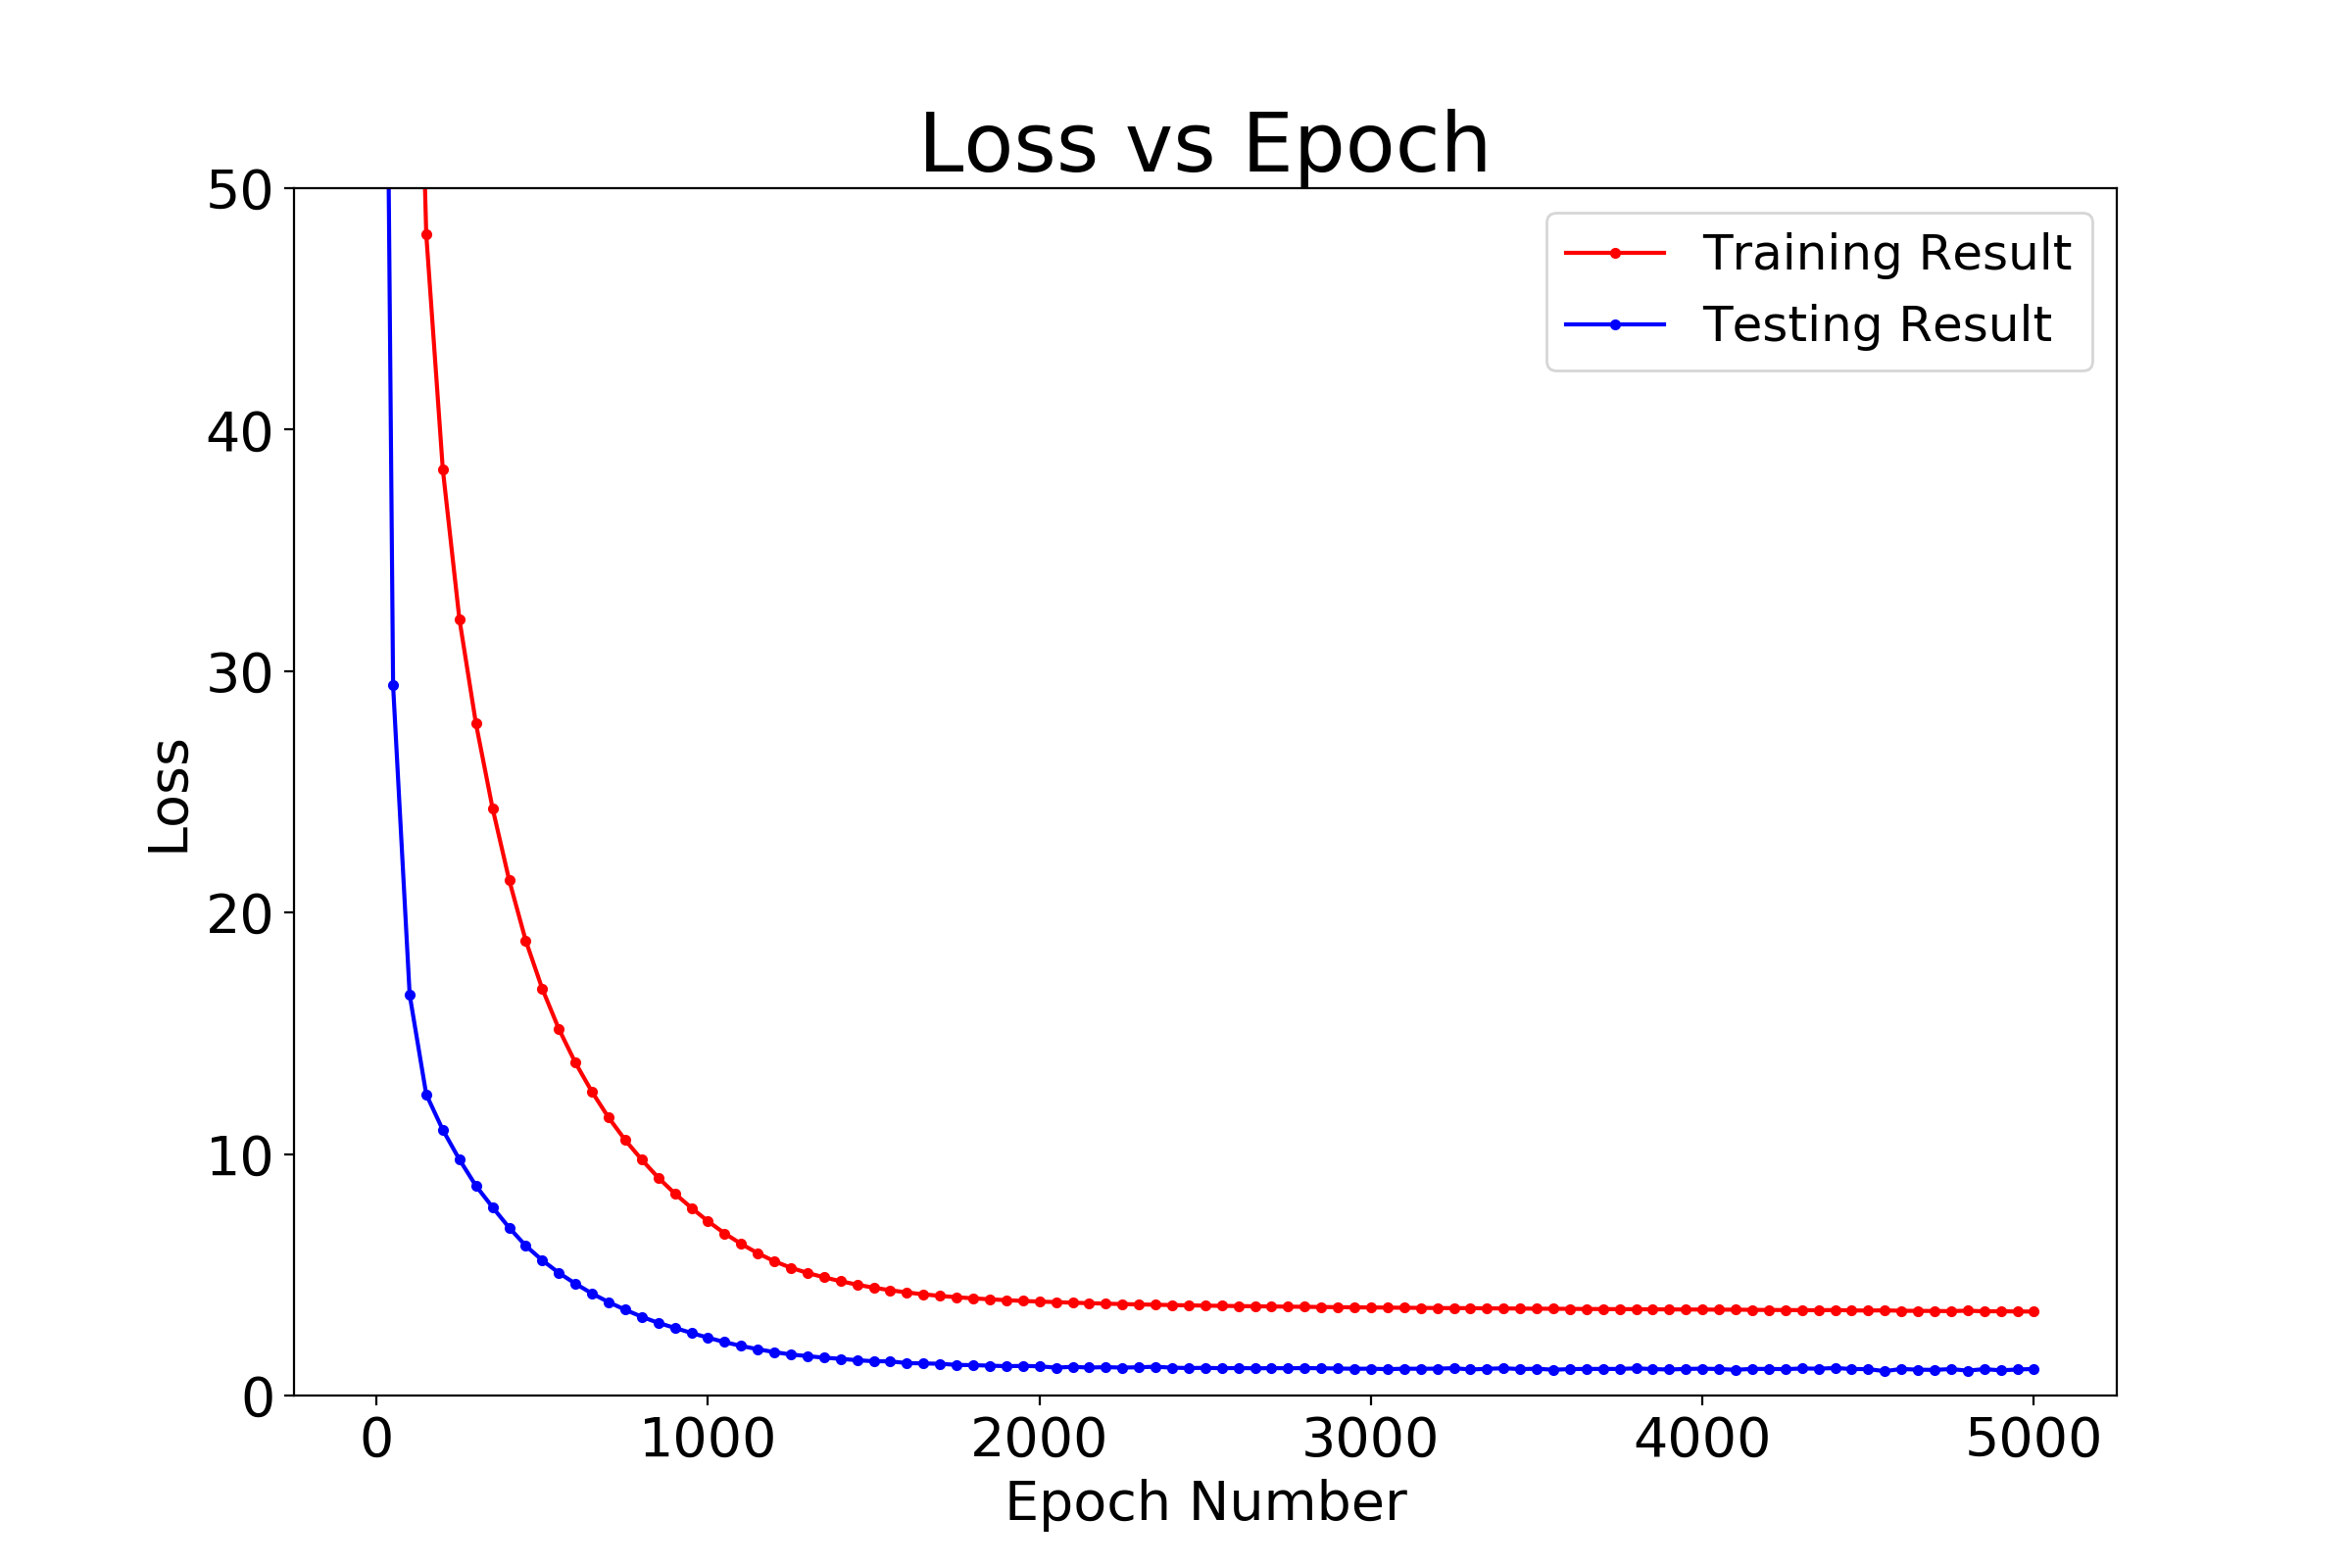 Loss vs Epoch
50
40
30
20
10
0
Loss
Training Result
Testing Result
0 1000 2000 3000 4000 5000
Epoch Number